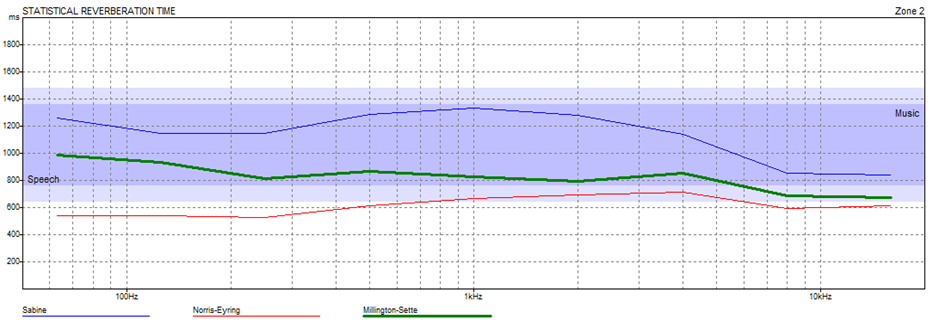 STATISTICAL REVERBERATION TIME Zone 2
ms
1800
1600
1400
1200
Music
1000
800
Speech
600
400
200
100Hz 1kHz 10kHz
Sabine Norris-Eyring Millington-Sette